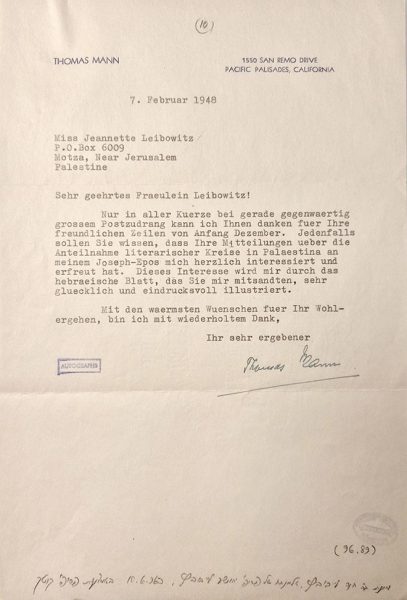 (10)
THOMAS MANN
1550 SAN REMO DRIVE
PACIFIC PALISADES, CALIFORNIA
7. Februar 1948
Miss Jeannette Leibowitz
P.O.Box 6009
Motza, Near Jerusalem
Palestine
Sehr geehrtes Fraeulein Leibowitz!
Nur in aller Kuerze bei gerade gegenwaertig
grossem Postzudrang kann ich Ihnen danken fuer Ihre
freundlichen Zeilen von Anfang Dezember. Jedenfalls
sollen Sie wissen, dass Ihre Mitteilungen ueber die
Anteilnahme literarischer Kreise in Palaestina an
meinem Joseph-Epos mich herzlich interessiert und
erfreut hat. Dieses Interesse wird mir durch das
hebraeische Blatt, das Sie mir mitsandten, sehr
gluecklich und eindrucksvoll illustriert.
Mit den waermsten Wuenschen fuer Ihr Wohl-
ergehen, bin ich mit wiederholtem Dank,
Ihr sehr ergebener
Thomas Mann
AUTOGRAPHS
(96.83)